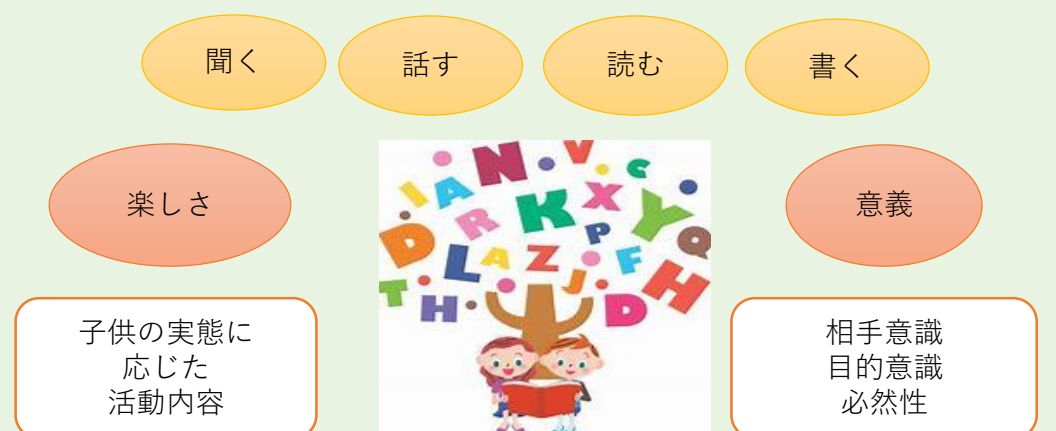 聞く
話す
読む
書く
楽しさ
意義
I A N V C
D R K X Y
L A Z P F Q
T H J D H
子供の実態に
応じた
活動内容
相手意識
目的意識
必然性